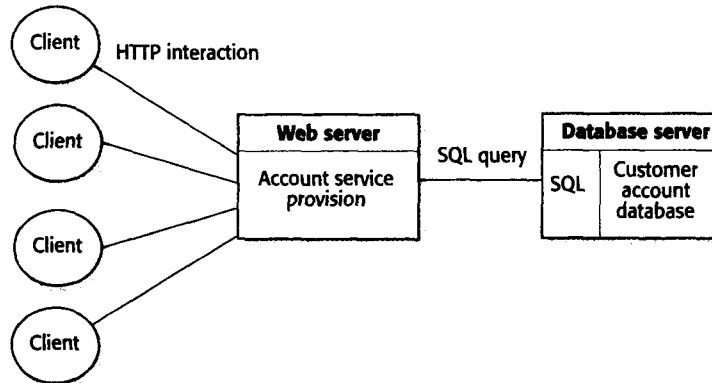 Client
HTTP interaction
Client
Client
Client
Web server
Account service
provision
SQL query
Database server
SQL
Customer
account
database